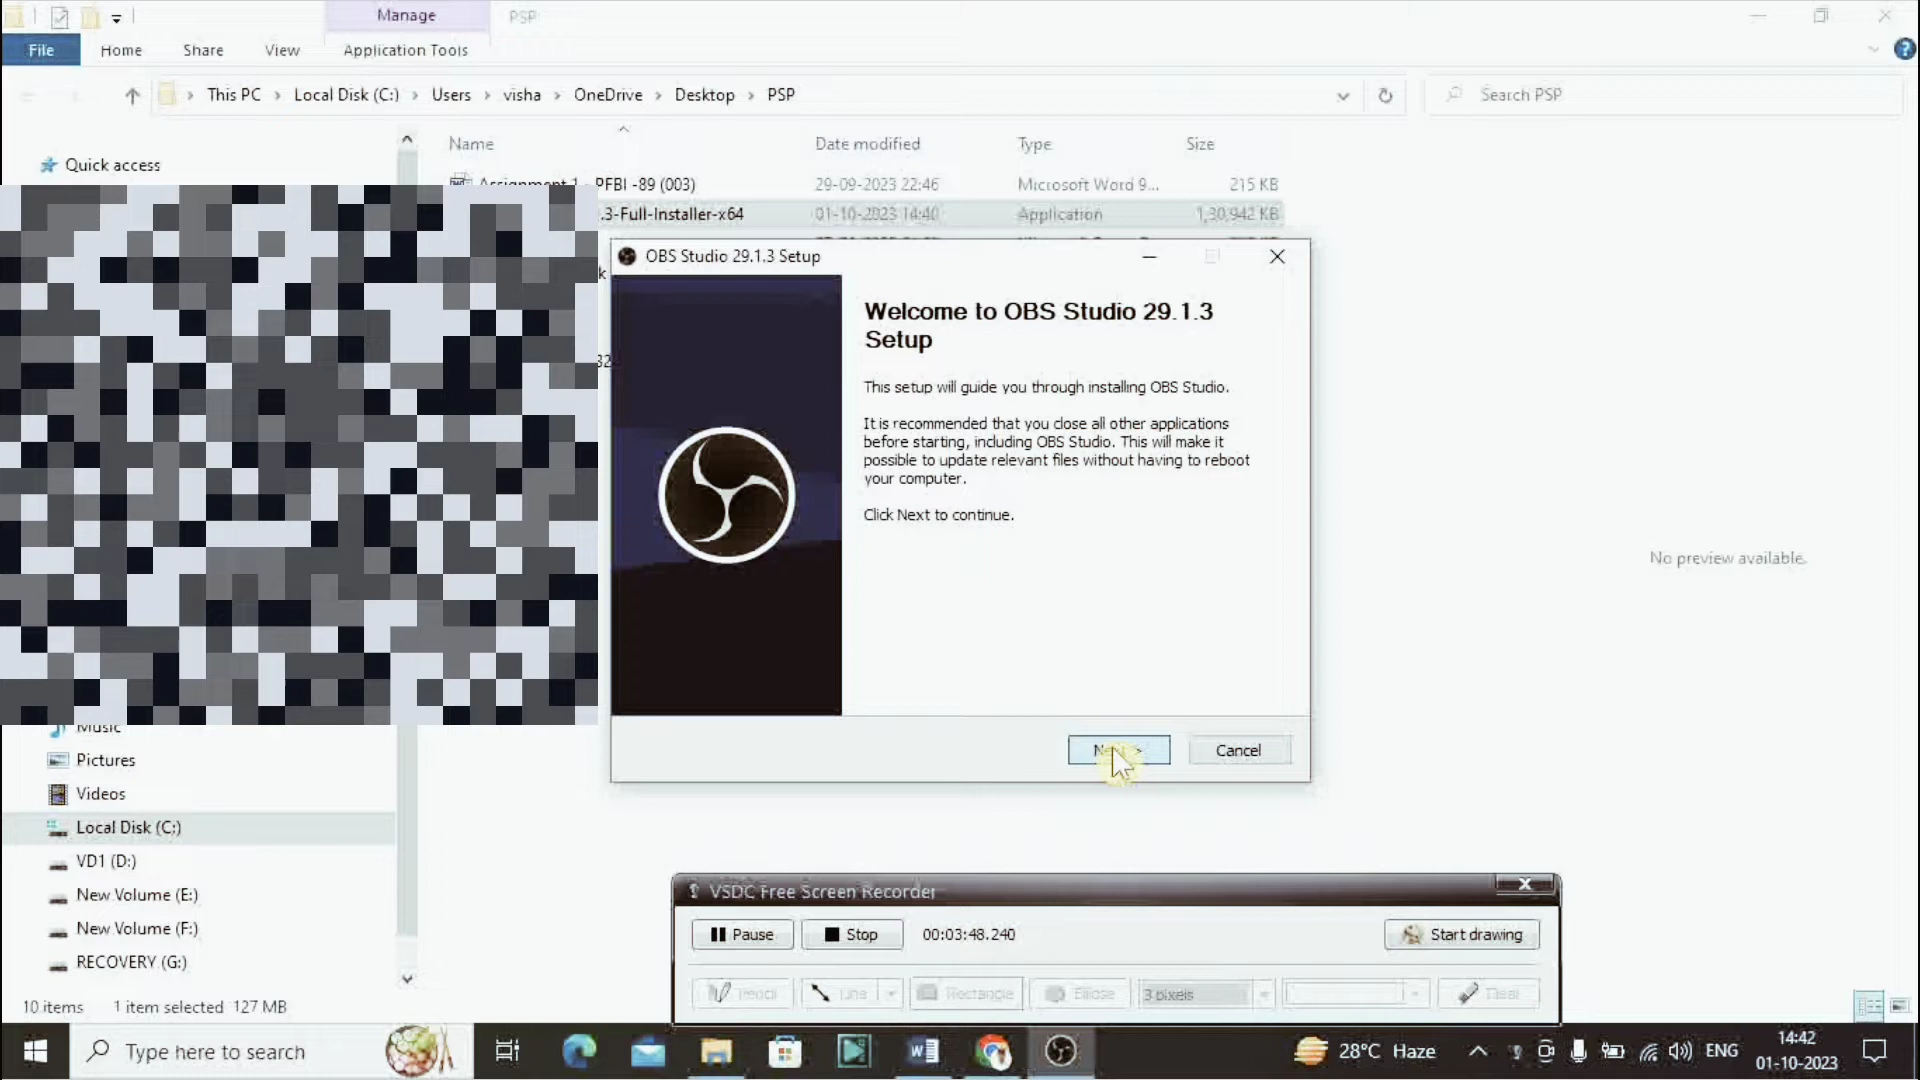 Manage
PSP
File Home Share View Application Tools
This PC > Local Disk (C:) > Users > visha > OneDrive > Desktop > PSP
Search PSP
Name Date modified Type Size
Quick access
Assignment 1 - PFBI -89 (003) 29-09-2023 22:46 Microsoft Word 9... 215 KB
.3-Full-Installer-x64 01-10-2023 14:40 Application 1,30,942 KB
OBS Studio 29.1.3 Setup
Welcome to OBS Studio 29.1.3
Setup
This setup will guide you through installing OBS Studio.
It is recommended that you close all other applications
before starting, including OBS Studio. This will make it
possible to update relevant files without having to reboot
your computer.
Click Next to continue.
No preview available.
Cancel
Music
Pictures
Videos
Local Disk (C:)
VD1 (D:)
New Volume (E:)
New Volume (F:)
RECOVERY (G:)
VSDC Free Screen Recorder
Pause Stop 00:03:48.240 Start drawing
Pencil Line Rectangle Ellipse 3 pixels Clear
10 items 1 item selected 127 MB
Type here to search
28°C Haze
ENG
14:42
01-10-2023